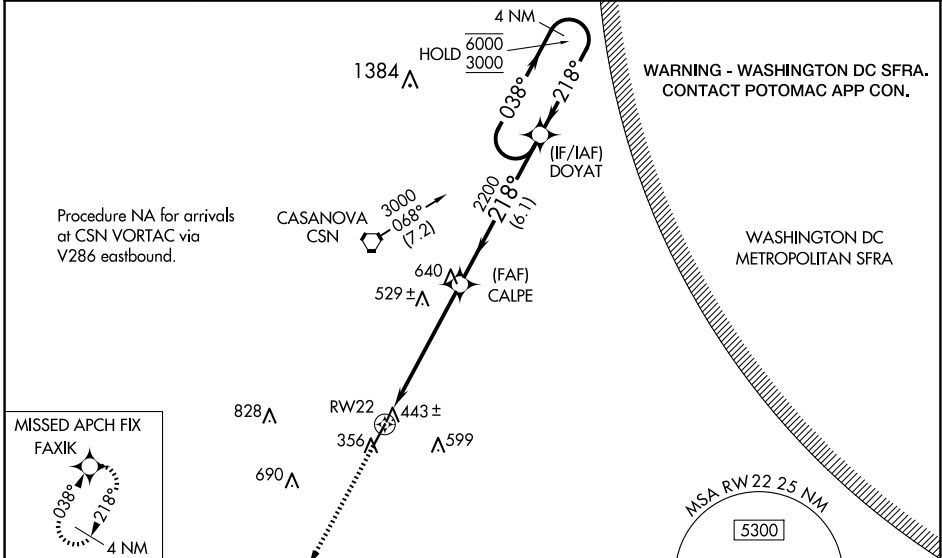 4 NM
HOLD 6000
3000
1384
038°
218°
WARNING - WASHINGTON DC SFRA.
CONTACT POTOMAC APP CON.
(IF/IAF)
DOYAT
2200
218°
(6.1)
Procedure NA for arrivals
at CSN VORTAC via
V286 eastbound.
CASANOVA
CSN
3000
068°
(7.2)
WASHINGTON DC
METROPOLITAN SFRA
640
(FAF)
CALPE
529 ±
828
RW22
443 ±
356
599
690
MISSED APCH FIX
FAXIK
038°
218°
4 NM
MSA RW 22 25 NM
5300